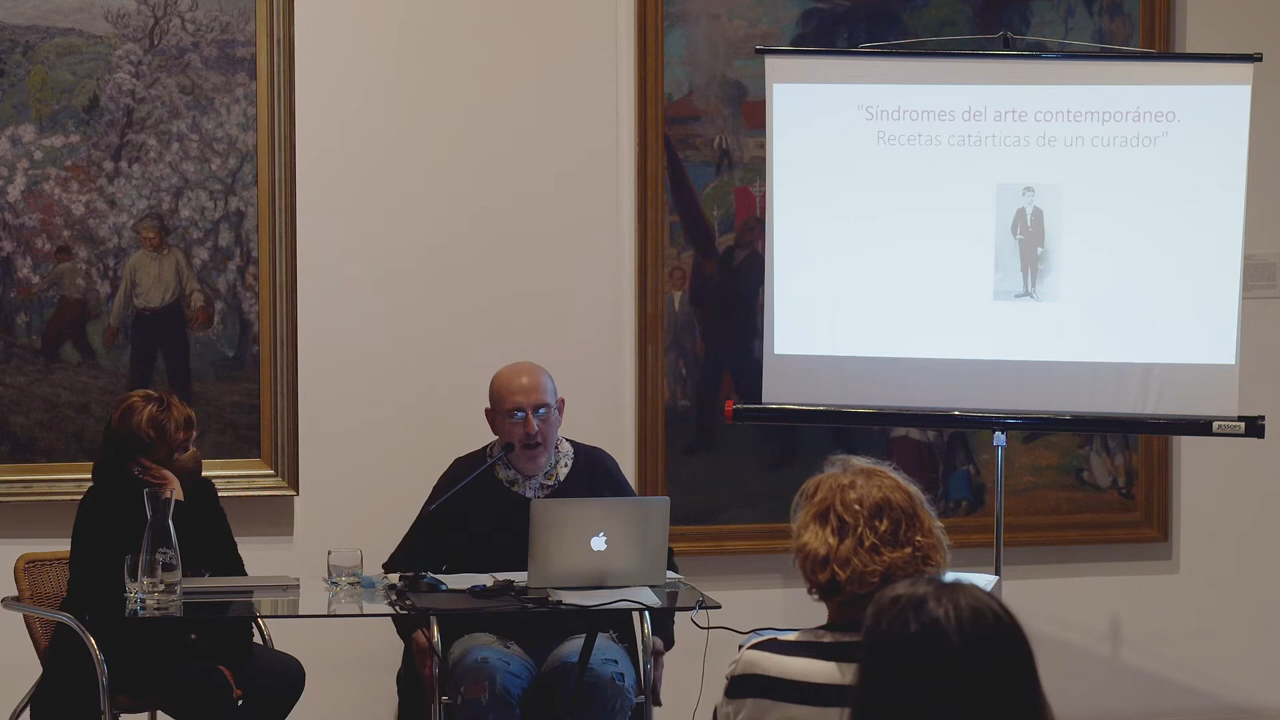 "Síndromes del arte contemporáneo.
Recetas catárticas de un curador"
JESSOPS